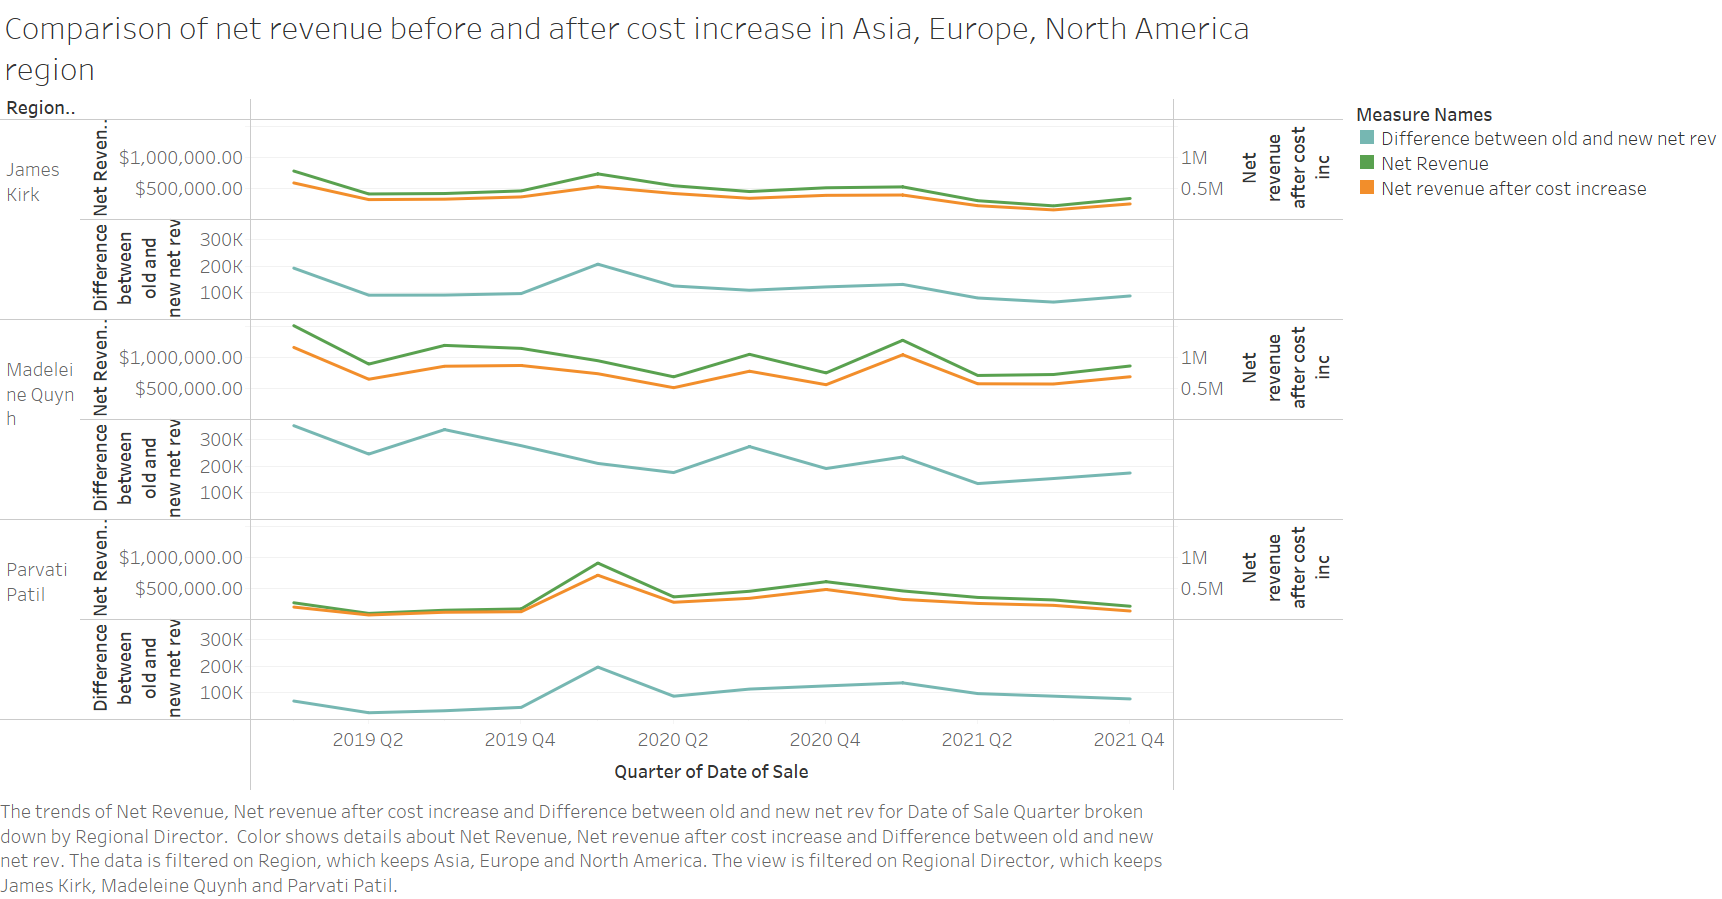 Comparison of net revenue before and after cost increase in Asia, Europe, North America
region
Region..
Measure Names
Difference between old and new net rev
Net Revenue
Net revenue after cost increase
James
Kirk
Net Reven..
$1,000,000.00
$500,000.00
1M
0.5M
Net
revenue
after cost
inc
Difference
between
old and
new net rev
300K
200K
100K
Madelei
ne Quyn
h
Net Reven..
$1,000,000.00
$500,000.00
1M
0.5M
Net
revenue
after cost
inc
Difference
between
old and
new net rev
300K
200K
100K
Parvati
Patil
Net Reven..
$1,000,000.00
$500,000.00
1M
0.5M
Net
revenue
after cost
inc
Difference
between
old and
new net rev
300K
200K
100K
2019 Q2
2019 Q4
2020 Q2
2020 Q4
2021 Q2
2021 Q4
Quarter of Date of Sale
The trends of Net Revenue, Net revenue after cost increase and Difference between old and new net rev for Date of Sale Quarter broken
down by Regional Director.  Color shows details about Net Revenue, Net revenue after cost increase and Difference between old and new
net rev. The data is filtered on Region, which keeps Asia, Europe and North America. The view is filtered on Regional Director, which keeps
James Kirk, Madeleine Quynh and Parvati Patil.